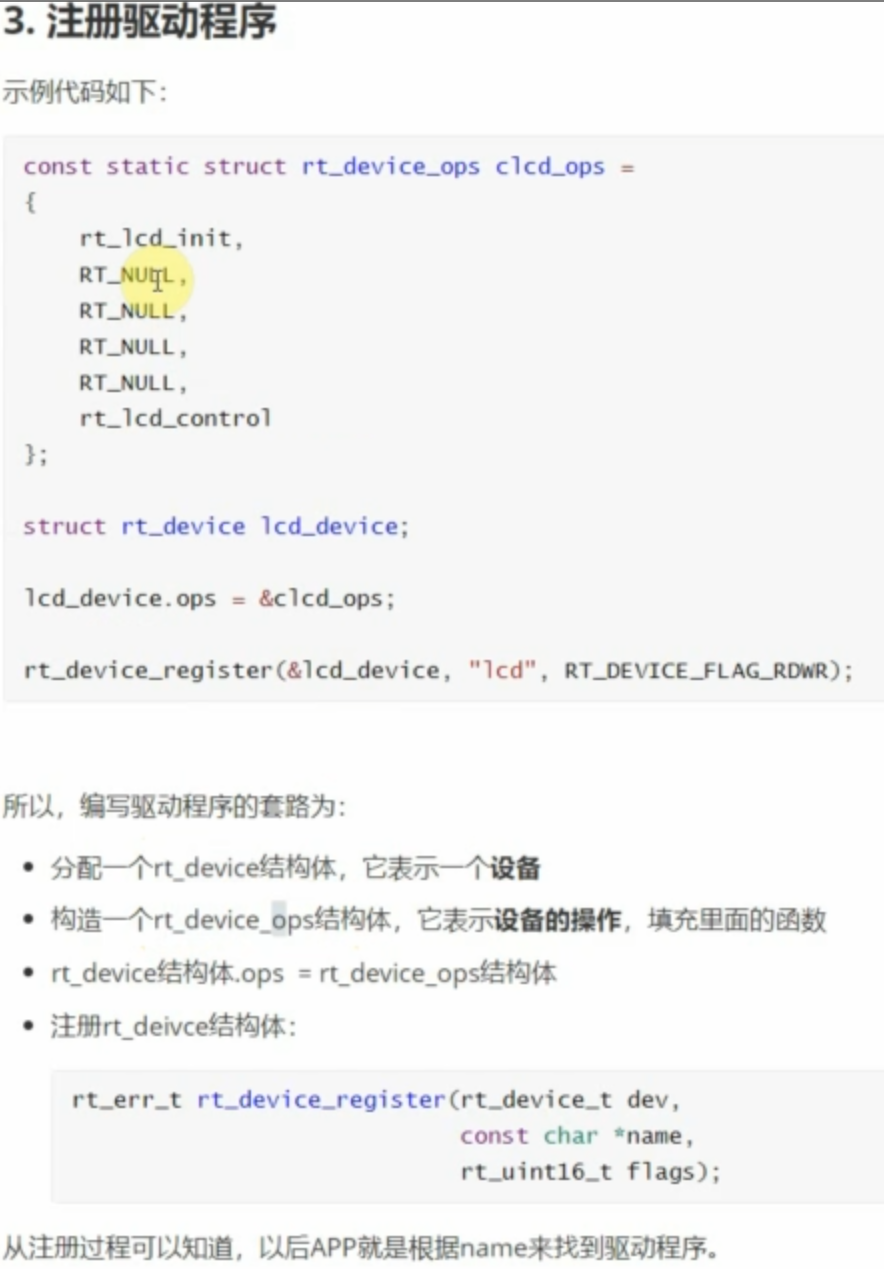 3. 注册驱动程序
示例代码如下：
const static struct rt_device_ops clcd_ops =
{
    rt_lcd_init,
    RT_NULL,
    RT_NULL,
    RT_NULL,
    RT_NULL,
    rt_lcd_control
};
struct rt_device lcd_device;
lcd_device.ops = &clcd_ops;
rt_device_register(&lcd_device, "lcd", RT_DEVICE_FLAG_RDWR);
所以，编写驱动程序的套路为：
• 分配一个rt_device结构体，它表示一个设备
• 构造一个rt_device_ops结构体，它表示设备的操作，填充里面的函数
• rt_device结构体.ops = rt_device_ops结构体
• 注册rt_deivce结构体：
rt_err_t rt_device_register(rt_device_t dev,
                            const char *name,
                            rt_uint16_t flags);
从注册过程可以知道，以后APP就是根据name来找到驱动程序。